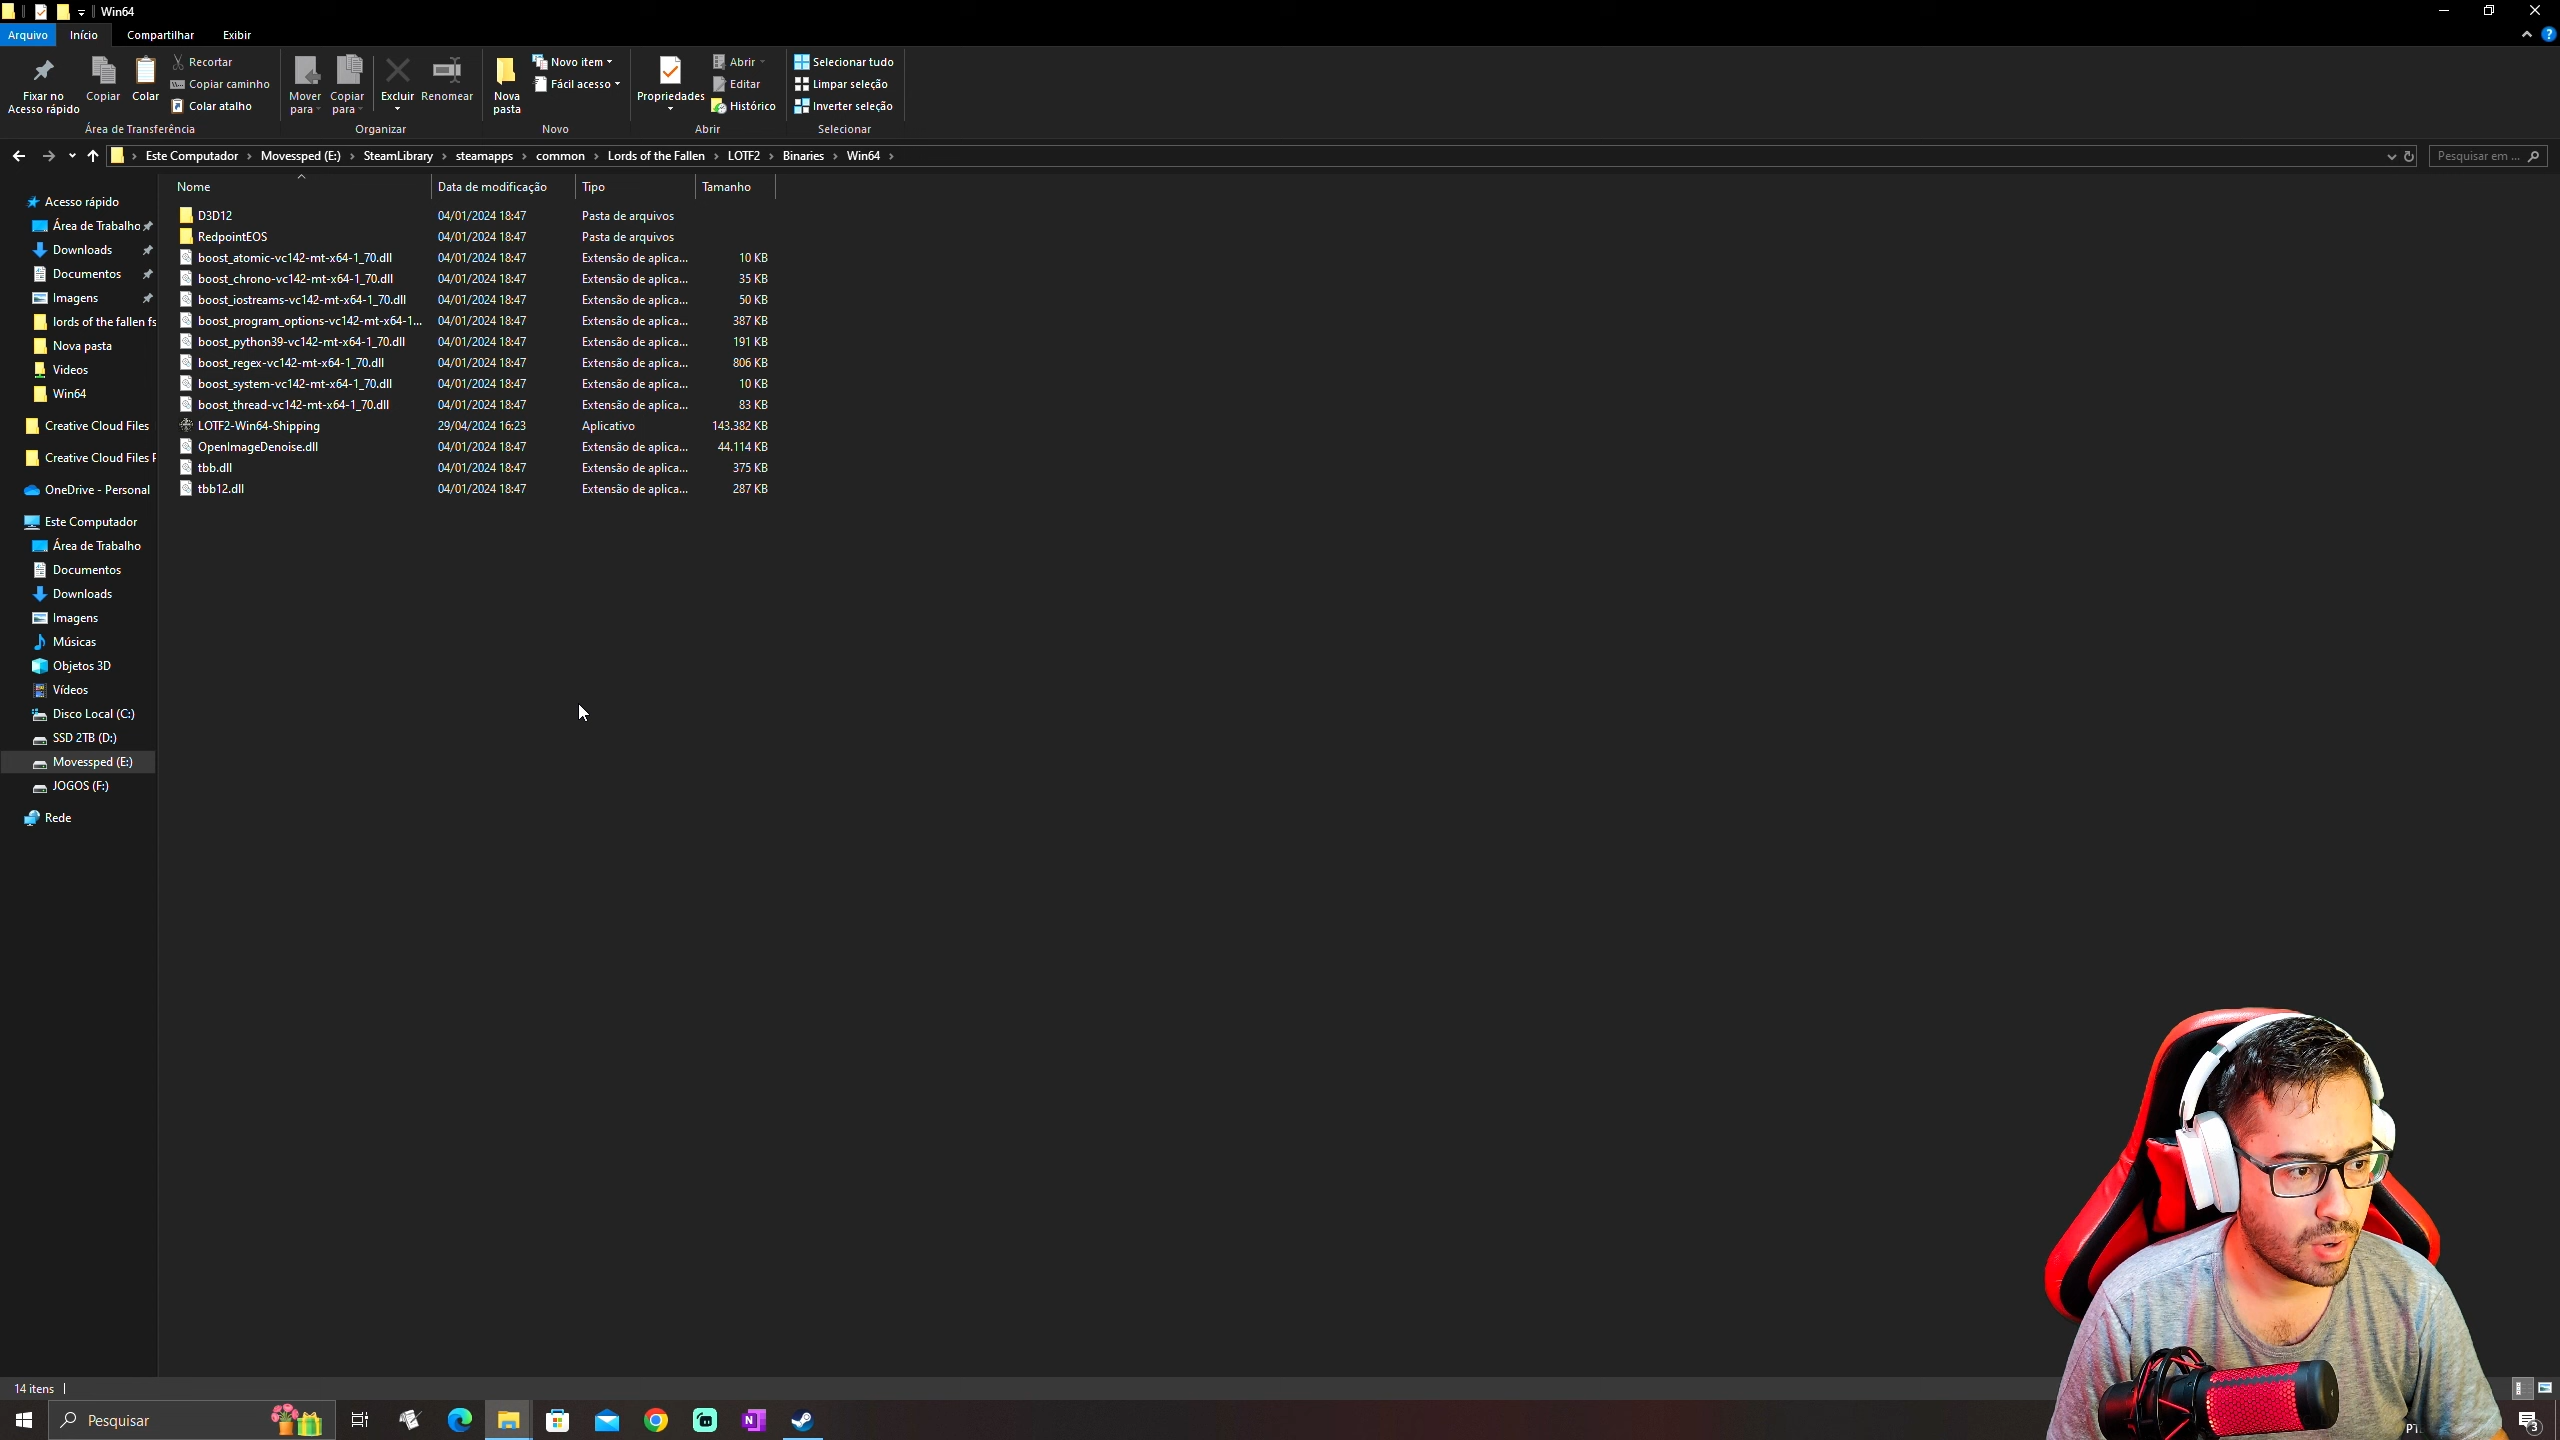 Win64
Arquivo Início Compartilhar Exibir
Fixar no
Acesso rápido
Copiar
Colar
Recortar
Copiar caminho
Colar atalho
Área de Transferência
Mover
para
Copiar
para
Excluir
Renomear
Organizar
Nova
pasta
Novo item
Fácil acesso
Novo
Propriedades
Abrir
Editar
Histórico
Abrir
Selecionar tudo
Limpar seleção
Inverter seleção
Selecionar
Este Computador > Movessped (E:) > SteamLibrary > steamapps > common > Lords of the Fallen > LOTF2 > Binaries > Win64 >
Pesquisar em ...
Nome Data de modificação Tipo Tamanho
D3D12 04/01/2024 18:47 Pasta de arquivos
RedpointEOS 04/01/2024 18:47 Pasta de arquivos
boost_atomic-vc142-mt-x64-1_70.dll 04/01/2024 18:47 Extensão de aplica... 10 KB
boost_chrono-vc142-mt-x64-1_70.dll 04/01/2024 18:47 Extensão de aplica... 35 KB
boost_iostreams-vc142-mt-x64-1_70.dll 04/01/2024 18:47 Extensão de aplica... 50 KB
boost_program_options-vc142-mt-x64-1... 04/01/2024 18:47 Extensão de aplica... 387 KB
boost_python39-vc142-mt-x64-1_70.dll 04/01/2024 18:47 Extensão de aplica... 191 KB
boost_regex-vc142-mt-x64-1_70.dll 04/01/2024 18:47 Extensão de aplica... 806 KB
boost_system-vc142-mt-x64-1_70.dll 04/01/2024 18:47 Extensão de aplica... 10 KB
boost_thread-vc142-mt-x64-1_70.dll 04/01/2024 18:47 Extensão de aplica... 83 KB
LOTF2-Win64-Shipping 29/04/2024 16:23 Aplicativo 143.382 KB
OpenImageDenoise.dll 04/01/2024 18:47 Extensão de aplica... 44.114 KB
tbb.dll 04/01/2024 18:47 Extensão de aplica... 375 KB
tbb12.dll 04/01/2024 18:47 Extensão de aplica... 287 KB
Acesso rápido
Área de Trabalho
Downloads
Documentos
Imagens
lords of the fallen fs
Nova pasta
Videos
Win64
Creative Cloud Files
Creative Cloud Files P
OneDrive - Personal
Este Computador
Área de Trabalho
Documentos
Downloads
Imagens
Músicas
Objetos 3D
Vídeos
Disco Local (C:)
SSD 2TB (D:)
Movessped (E:)
JOGOS (F:)
Rede
14 itens
Pesquisar
3